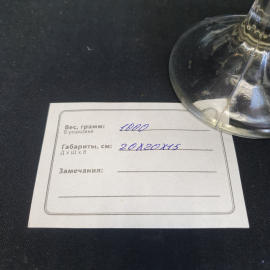 Вес, грамм: 1000
В упаковке
Габариты, см: 20х20х15
Д х Ш х В
Замечания: